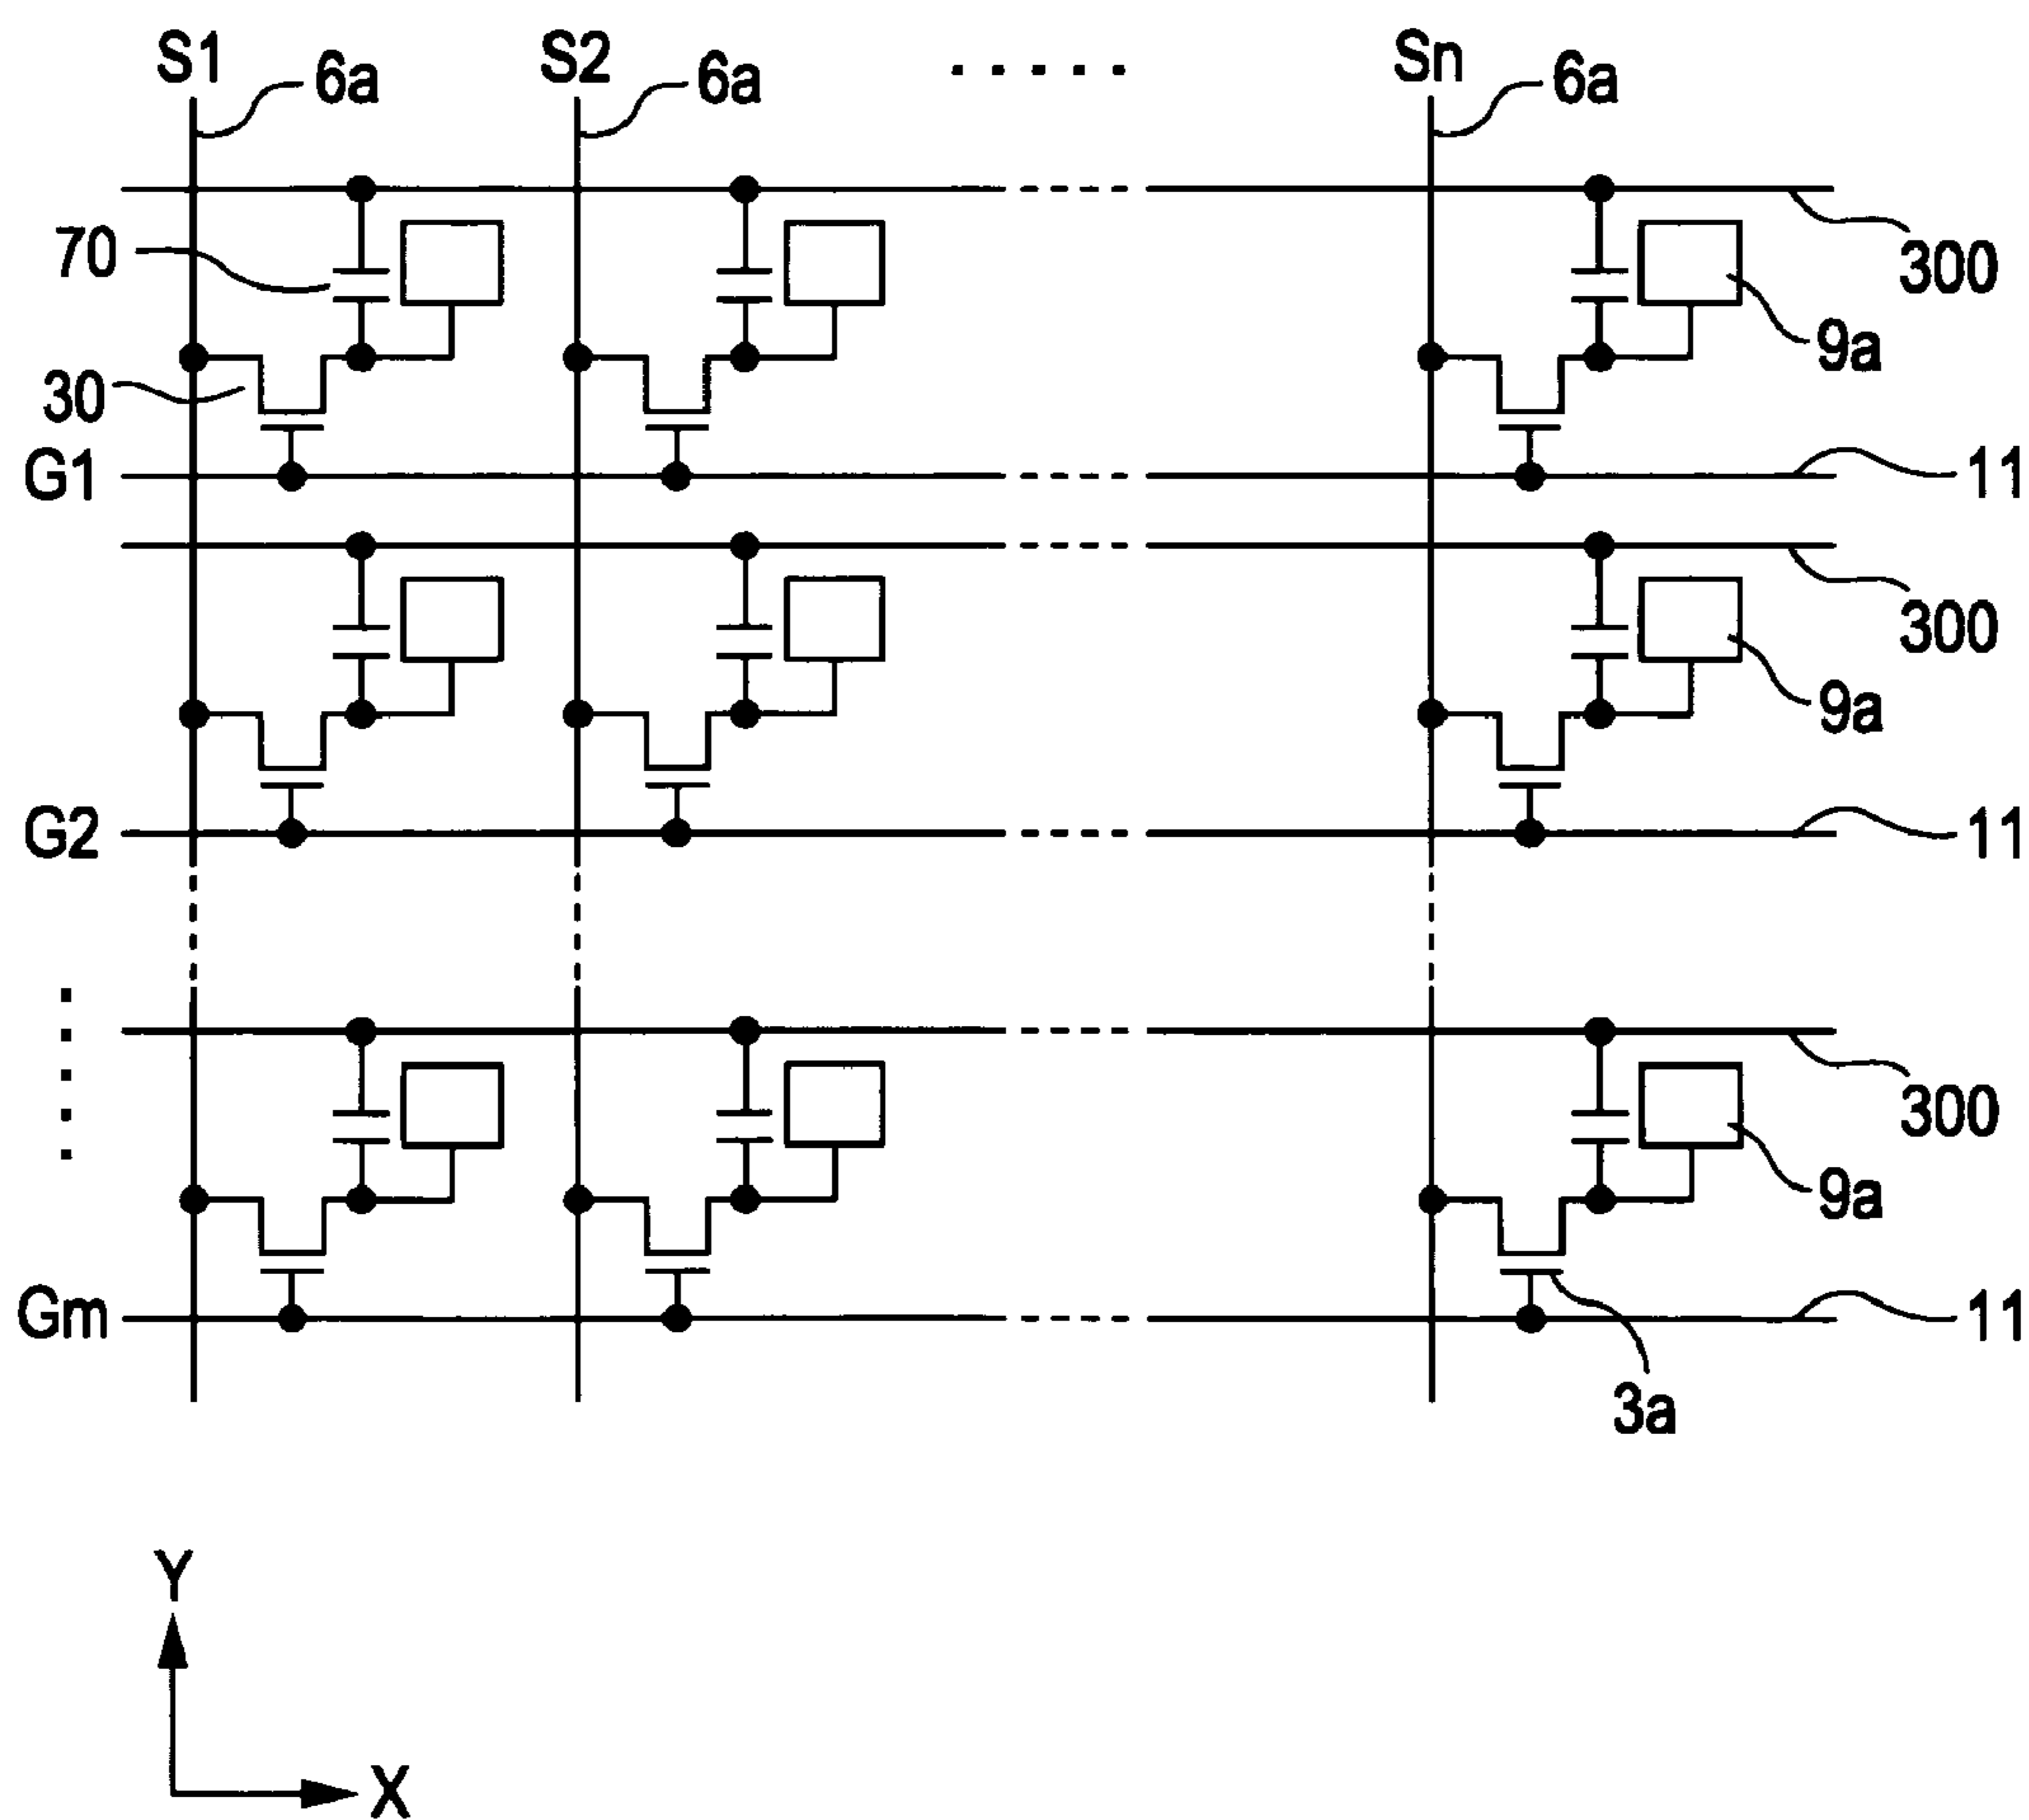 S1 6a S2 6a ..... Sn 6a
70 300
9a
30
G1 11
300
9a
G2 11
300
9a
Gm 11
3a
Y
X